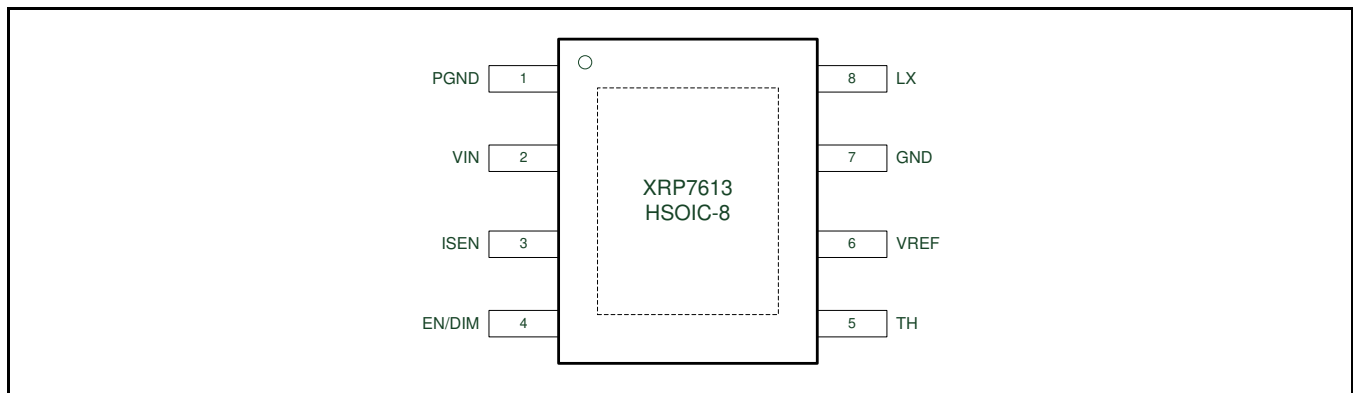 PGND 1
8 LX
VIN 2
7 GND
XRP7613
HSOIC-8
ISEN 3
6 VREF
EN/DIM 4
5 TH